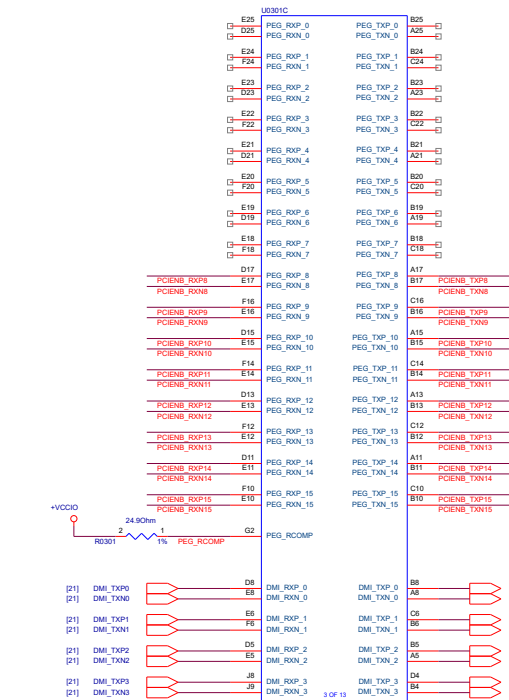 U0301C
E25 PEG_RXP_0 PEG_TXP_0 B25
D25 PEG_RXN_0 PEG_TXN_0 A25
E24 PEG_RXP_1 PEG_TXP_1 B24
F24 PEG_RXN_1 PEG_TXN_1 C24
E23 PEG_RXP_2 PEG_TXP_2 B23
D23 PEG_RXN_2 PEG_TXN_2 A23
E22 PEG_RXP_3 PEG_TXP_3 B22
F22 PEG_RXN_3 PEG_TXN_3 C22
E21 PEG_RXP_4 PEG_TXP_4 B21
D21 PEG_RXN_4 PEG_TXN_4 A21
E20 PEG_RXP_5 PEG_TXP_5 B20
F20 PEG_RXN_5 PEG_TXN_5 C20
E19 PEG_RXP_6 PEG_TXP_6 B19
D19 PEG_RXN_6 PEG_TXN_6 A19
E18 PEG_RXP_7 PEG_TXP_7 B18
F18 PEG_RXN_7 PEG_TXN_7 C18
PCIENB_RXP8 D17 PEG_RXP_8 PEG_TXP_8 A17 PCIENB_TXP8
PCIENB_RXN8 E17 PEG_RXN_8 PEG_TXN_8 B17 PCIENB_TXN8
PCIENB_RXP9 F16 PEG_RXP_9 PEG_TXP_9 C16 PCIENB_TXP9
PCIENB_RXN9 E16 PEG_RXN_9 PEG_TXN_9 B16 PCIENB_TXN9
PCIENB_RXP10 D15 PEG_RXP_10 PEG_TXP_10 A15 PCIENB_TXP10
PCIENB_RXN10 E15 PEG_RXN_10 PEG_TXN_10 B15 PCIENB_TXN10
PCIENB_RXP11 F14 PEG_RXP_11 PEG_TXP_11 C14 PCIENB_TXP11
PCIENB_RXN11 E14 PEG_RXN_11 PEG_TXN_11 B14 PCIENB_TXN11
PCIENB_RXP12 D13 PEG_RXP_12 PEG_TXP_12 A13 PCIENB_TXP12
PCIENB_RXN12 E13 PEG_RXN_12 PEG_TXN_12 B13 PCIENB_TXN12
PCIENB_RXP13 F12 PEG_RXP_13 PEG_TXP_13 C12 PCIENB_TXP13
PCIENB_RXN13 E12 PEG_RXN_13 PEG_TXN_13 B12 PCIENB_TXN13
PCIENB_RXP14 D11 PEG_RXP_14 PEG_TXP_14 A11 PCIENB_TXP14
PCIENB_RXN14 E11 PEG_RXN_14 PEG_TXN_14 B11 PCIENB_TXN14
PCIENB_RXP15 F10 PEG_RXP_15 PEG_TXP_15 C10 PCIENB_TXP15
PCIENB_RXN15 E10 PEG_RXN_15 PEG_TXN_15 B10 PCIENB_TXN15
+VCCIO
24.9Ohm
2 1 G2 PEG_RCOMP
R0301 1% PEG_RCOMP
[21] DMI_TXP0 D8 DMI_RXP_0 DMI_TXP_0 B8
[21] DMI_TXN0 E8 DMI_RXN_0 DMI_TXN_0 A8
[21] DMI_TXP1 E6 DMI_RXP_1 DMI_TXP_1 C6
[21] DMI_TXN1 F6 DMI_RXN_1 DMI_TXN_1 B6
[21] DMI_TXP2 D5 DMI_RXP_2 DMI_TXP_2 B5
[21] DMI_TXN2 E5 DMI_RXN_2 DMI_TXN_2 A5
[21] DMI_TXP3 J8 DMI_RXP_3 DMI_TXP_3 D4
[21] DMI_TXN3 J9 DMI_RXN_3 3 OF 13 DMI_TXN_3 B4